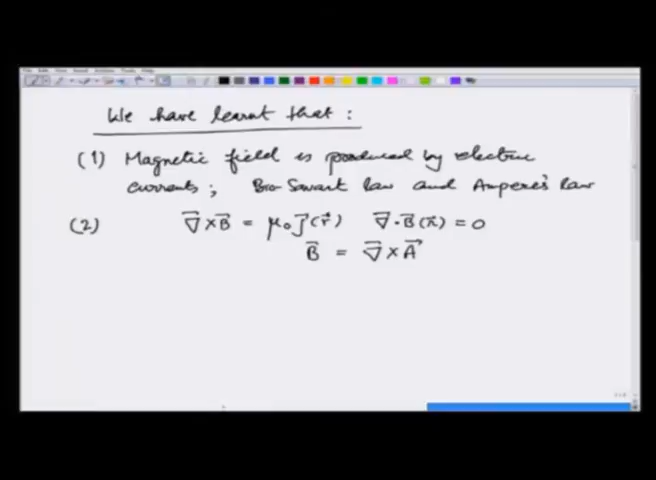 We have learnt that :
(1) Magnetic field is produced by electric
currents ; Bio-Savart law and Ampere's law
(2) ∇⃗ × B⃗ = μ₀ J⃗(r⃗) ∇⃗ · B⃗(r⃗) = 0
B⃗ = ∇⃗ × A⃗